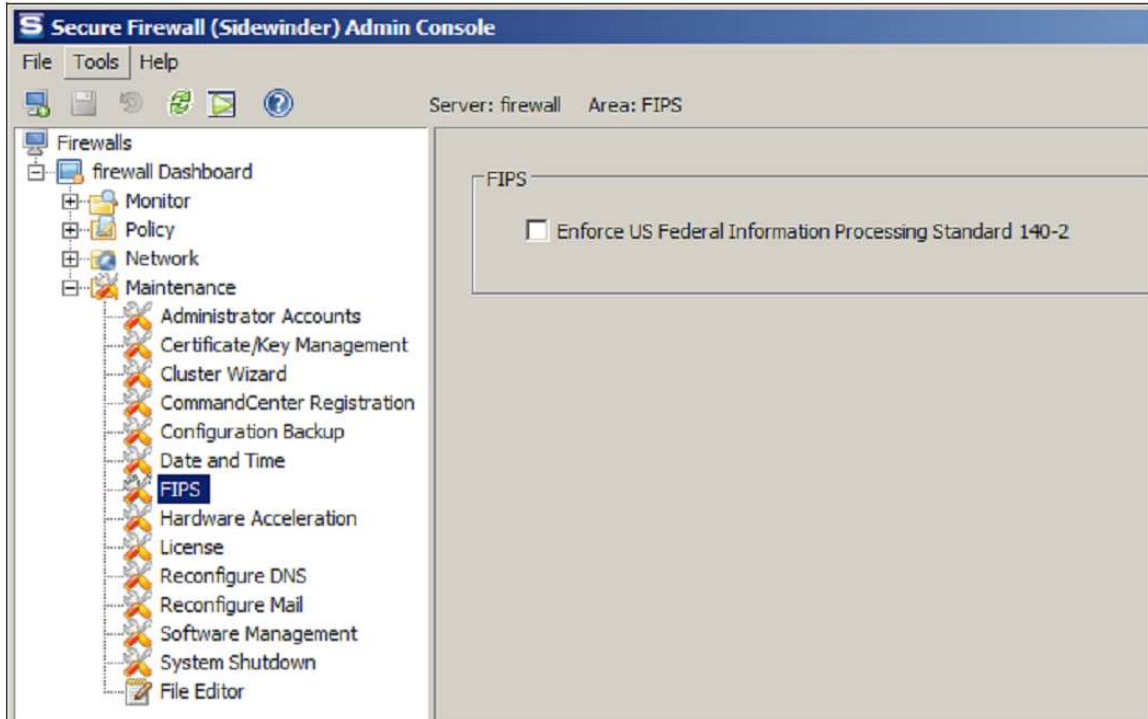 S Secure Firewall (Sidewinder) Admin Console
File Tools Help
Server: firewall Area: FIPS
Firewalls
firewall Dashboard
Monitor
Policy
Network
Maintenance
Administrator Accounts
Certificate/Key Management
Cluster Wizard
CommandCenter Registration
Configuration Backup
Date and Time
FIPS
Hardware Acceleration
License
Reconfigure DNS
Reconfigure Mail
Software Management
System Shutdown
File Editor
FIPS
Enforce US Federal Information Processing Standard 140-2